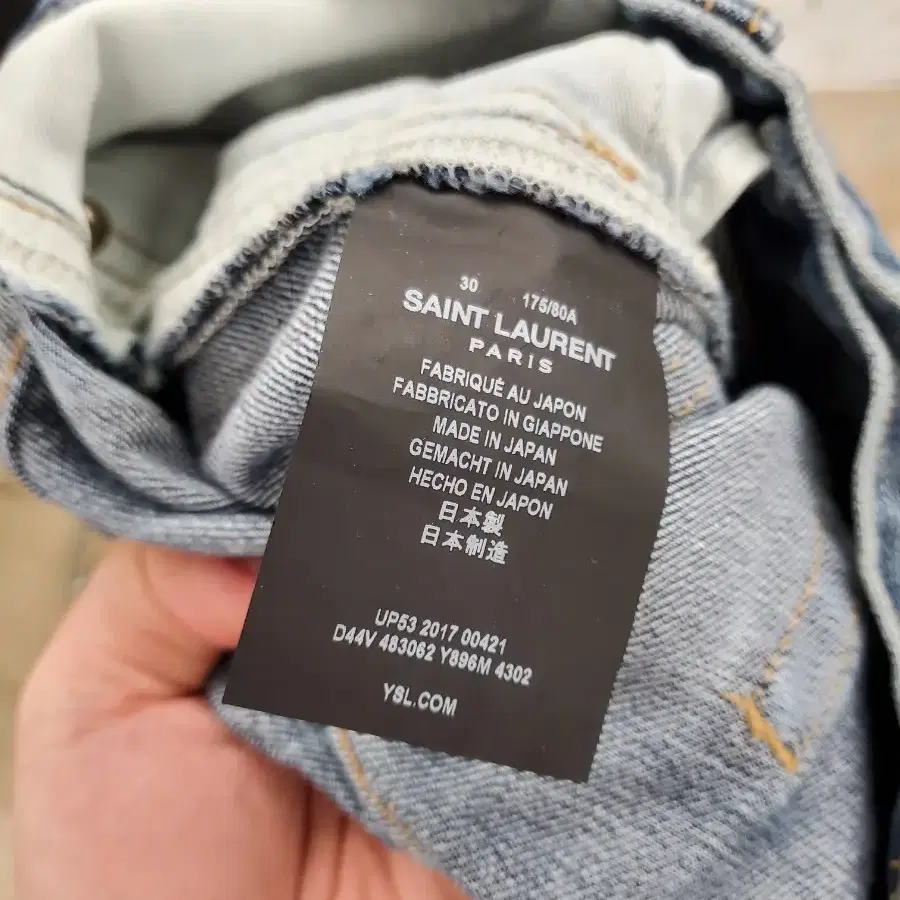 30 175/80A
SAINT LAURENT
PARIS
FABRIQUÉ AU JAPON
FABBRICATO IN GIAPPONE
MADE IN JAPAN
GEMACHT IN JAPAN
HECHO EN JAPON
日本製
日本制造
UP53 2017 00421
D44V 483062 Y896M 4302
YSL.COM